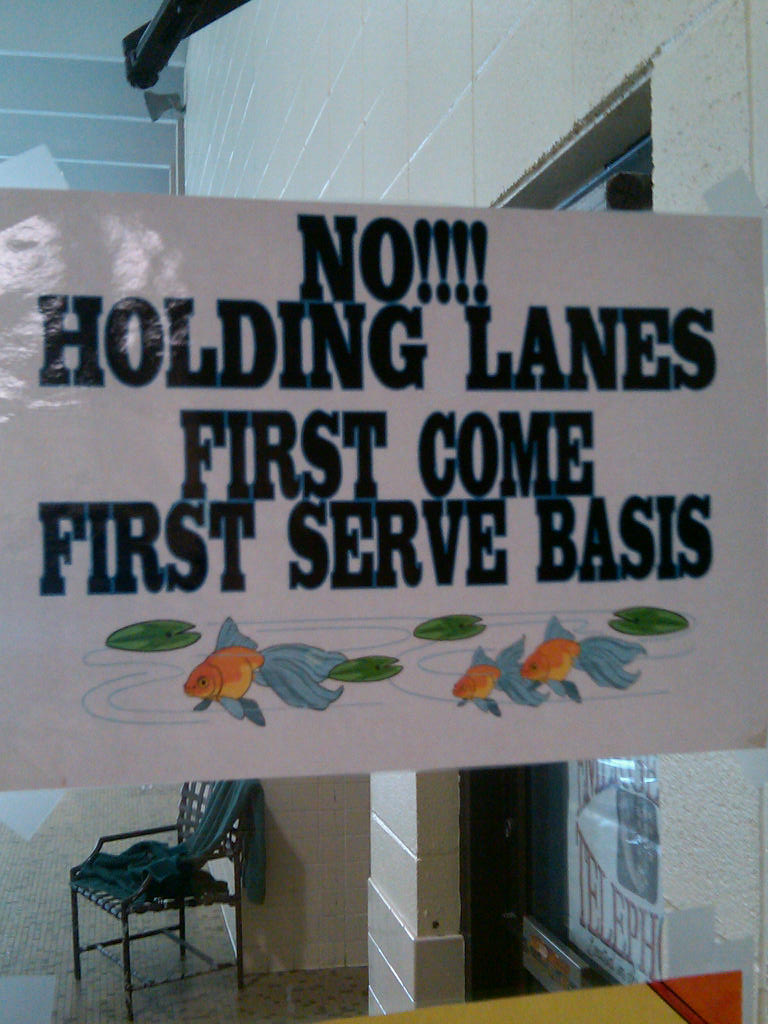 NO!!!!
HOLDING LANES
FIRST COME
FIRST SERVE BASIS